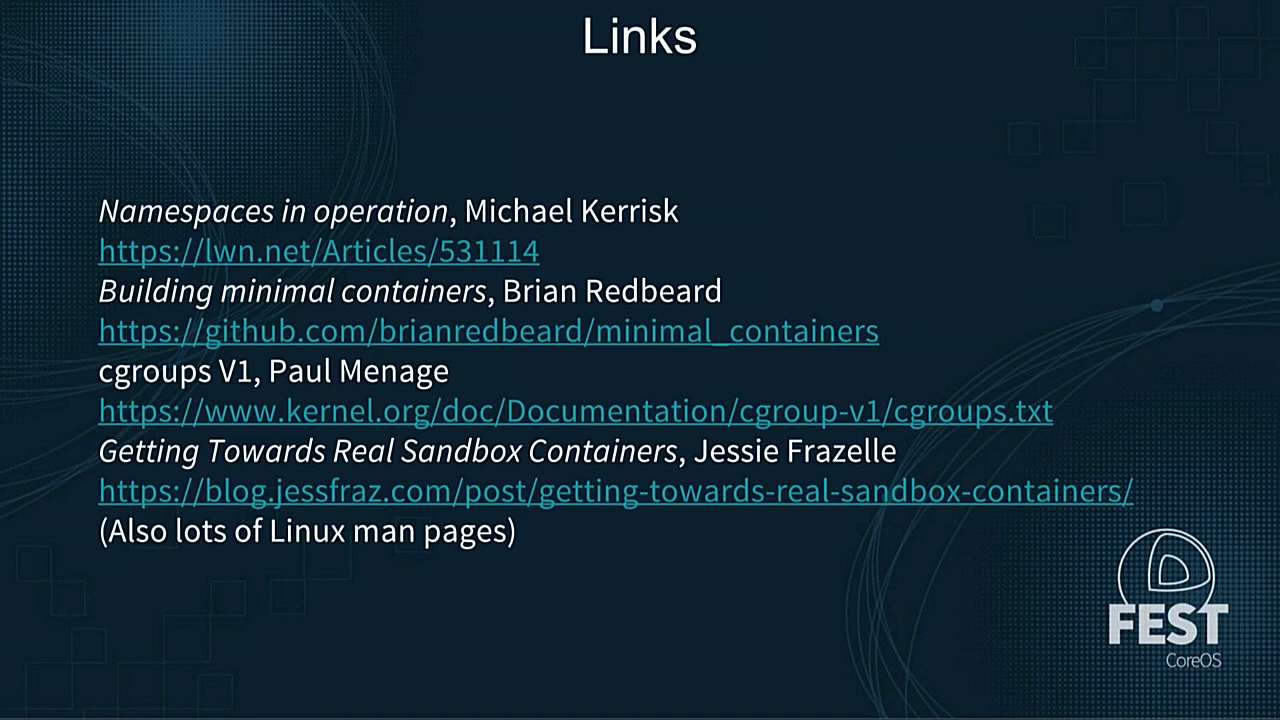 Links
Namespaces in operation, Michael Kerrisk
https://lwn.net/Articles/531114
Building minimal containers, Brian Redbeard
https://github.com/brianredbeard/minimal_containers
cgroups V1, Paul Menage
https://www.kernel.org/doc/Documentation/cgroup-v1/cgroups.txt
Getting Towards Real Sandbox Containers, Jessie Frazelle
https://blog.jessfraz.com/post/getting-towards-real-sandbox-containers/
(Also lots of Linux man pages)
FEST
CoreOS